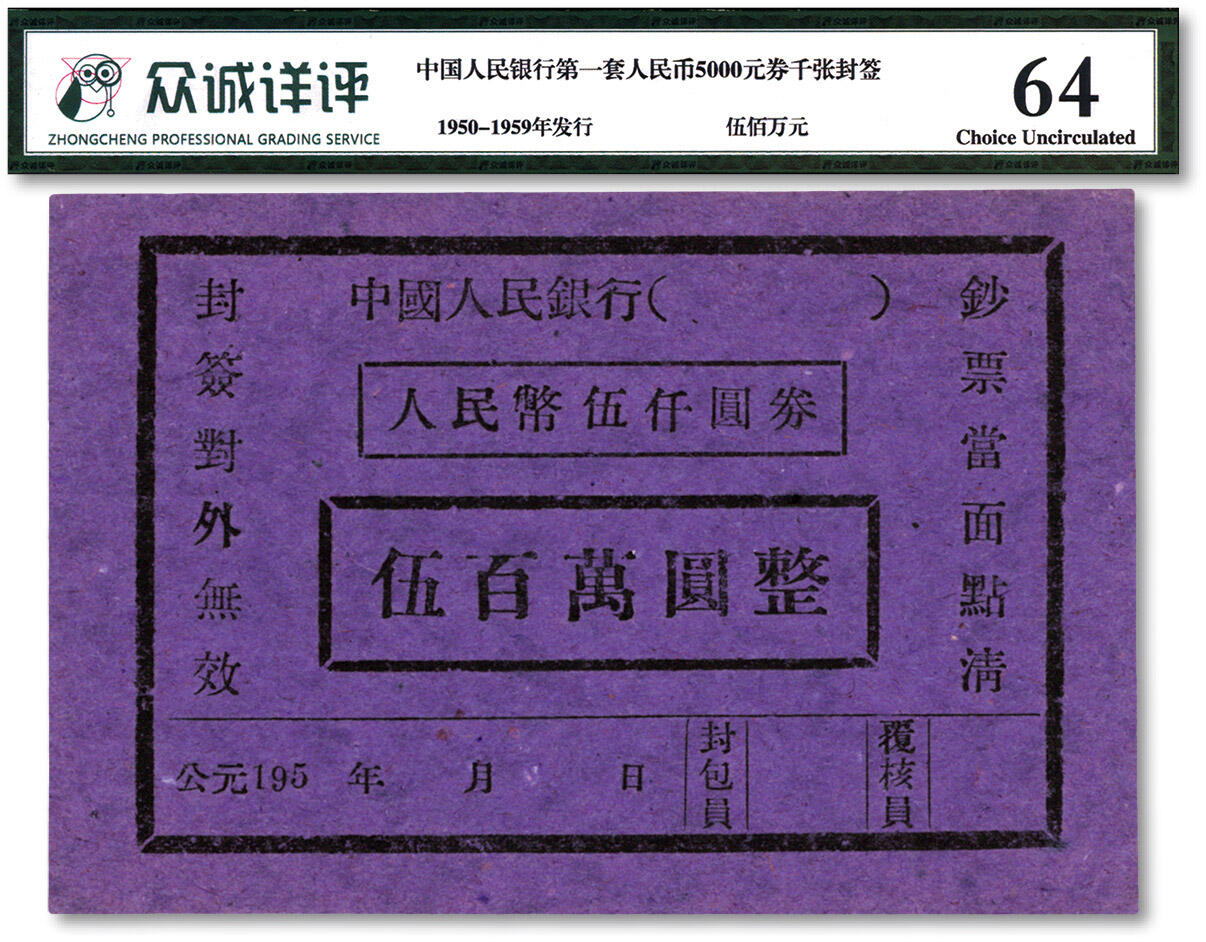 众诚详评
ZHONGCHENG PROFESSIONAL GRADING SERVICE
中国人民银行第一套人民币5000元券千张封签
1950-1959年发行
伍佰万元
64
Choice Uncirculated
中國人民銀行( )
鈔票當面點清
封簽對外無效
人民幣伍仟圓券
伍百萬圓整
公元195 年 月 日
封包員
覆核員